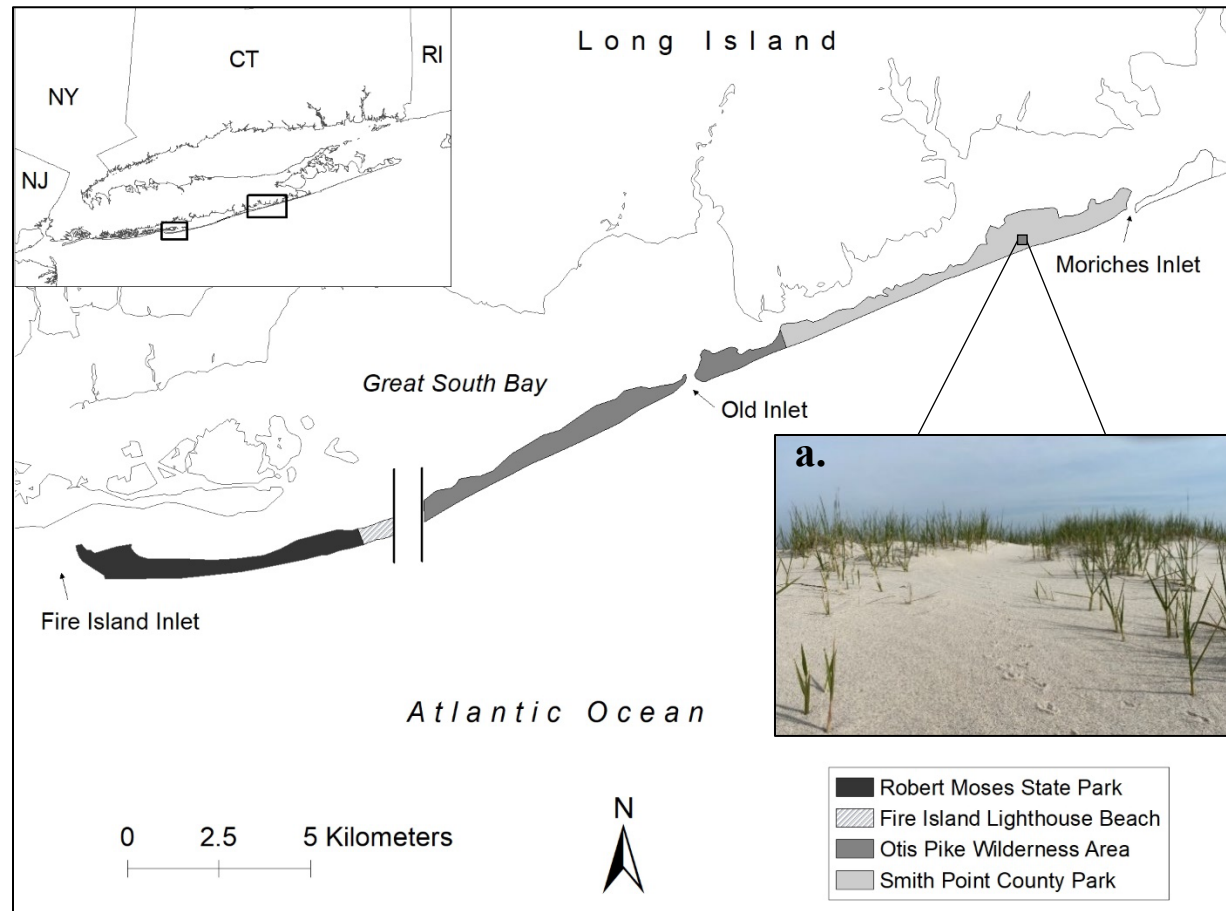 Long Island
CT
RI
NY
NJ
Moriches Inlet
Great South Bay
Old Inlet
a.
Fire Island Inlet
Atlantic Ocean
Robert Moses State Park
Fire Island Lighthouse Beach
Otis Pike Wilderness Area
Smith Point County Park
N
0 2.5 5 Kilometers